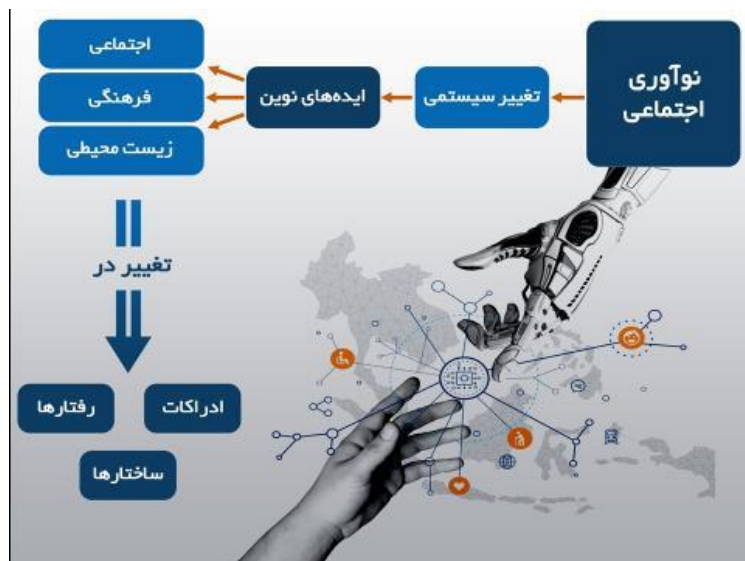 نوآوری
اجتماعی
تغییر سیستمی
ایده‌های نوین
اجتماعی
فرهنگی
زیست محیطی
تغییر در
ادراکات
رفتارها
ساختارها